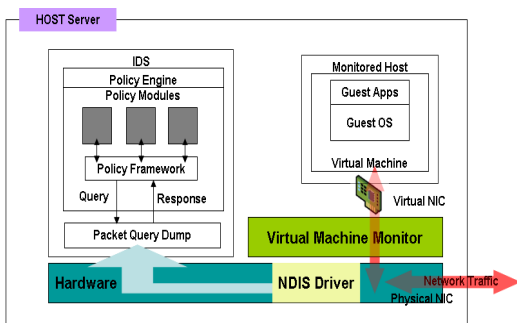 HOST Server
IDS
Policy Engine
Policy Modules
Policy Framework
Query
Response
Packet Query Dump
Monitored Host
Guest Apps
Guest OS
Virtual Machine
Virtual NIC
Virtual Machine Monitor
Hardware
NDIS Driver
Network Traffic
Physical NIC